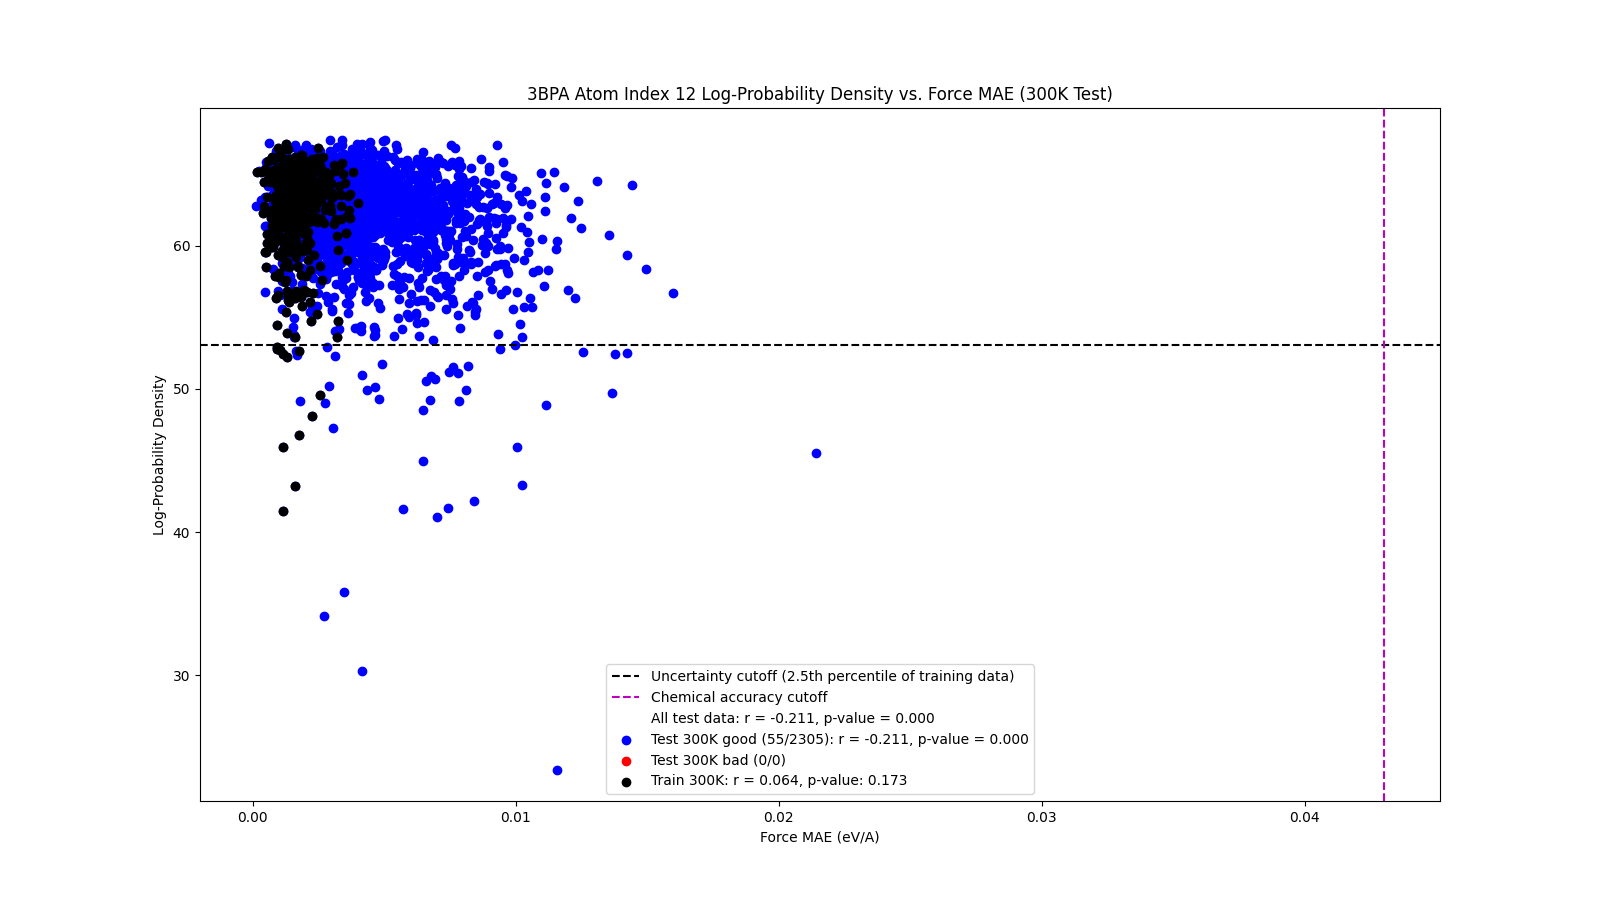 3BPA Atom Index 12 Log-Probability Density vs. Force MAE (300K Test)
Log-Probability Density
60
50
40
30
Uncertainty cutoff (2.5th percentile of training data)
Chemical accuracy cutoff
All test data: r = -0.211, p-value = 0.000
Test 300K good (55/2305): r = -0.211, p-value = 0.000
Test 300K bad (0/0)
Train 300K: r = 0.064, p-value: 0.173
0.00 0.01 0.02 0.03 0.04
Force MAE (eV/A)